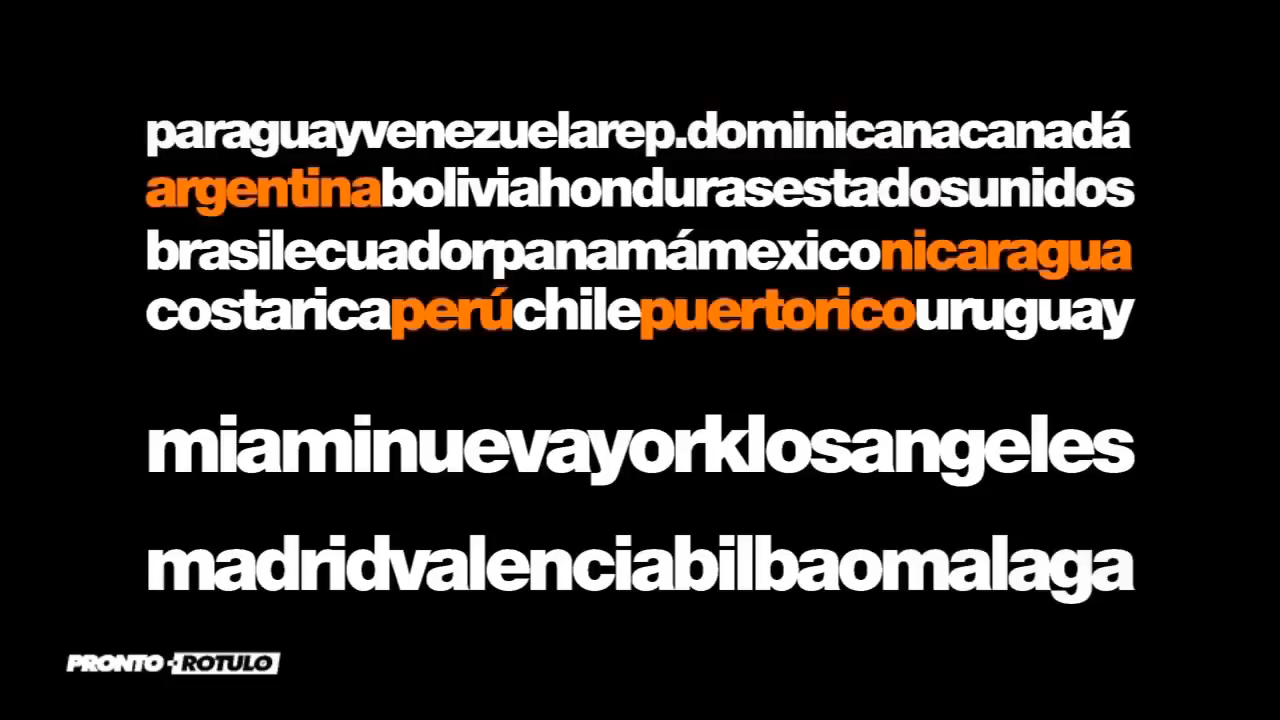 paraguayvenezuelarep.dominicanacanadá
argentinaboliviahondurasestadosunidos
brasilecuadorpanamámexiconicaragua
costaricaperúchilepuertoricouruguay
miaminuevayorklosangeles
madridvalenciabilbaomalaga
PRONTO+ROTULO